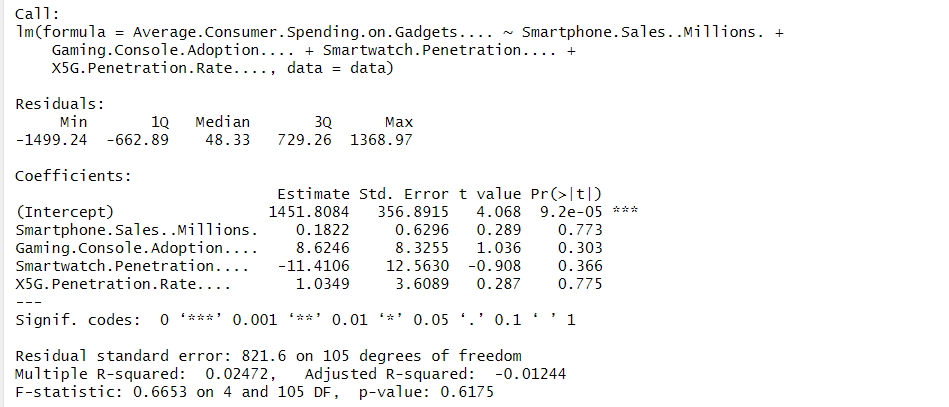 Call:
lm(formula = Average.Consumer.Spending.on.Gadgets.... ~ Smartphone.Sales..Millions. +
    Gaming.Console.Adoption.... + Smartwatch.Penetration.... +
    X5G.Penetration.Rate...., data = data)

Residuals:
     Min       1Q   Median       3Q      Max
-1499.24  -662.89    48.33   729.26  1368.97

Coefficients:
                             Estimate Std. Error t value Pr(>|t|)
(Intercept)                 1451.8084   356.8915   4.068  9.2e-05 ***
Smartphone.Sales..Millions.    0.1822     0.6296   0.289    0.773
Gaming.Console.Adoption....    8.6246     8.3255   1.036    0.303
Smartwatch.Penetration....   -11.4106    12.5630  -0.908    0.366
X5G.Penetration.Rate....       1.0349     3.6089   0.287    0.775
---
Signif. codes:  0 ‘***’ 0.001 ‘**’ 0.01 ‘*’ 0.05 ‘.’ 0.1 ‘ ’ 1

Residual standard error: 821.6 on 105 degrees of freedom
Multiple R-squared:  0.02472,	Adjusted R-squared:  -0.01244
F-statistic: 0.6653 on 4 and 105 DF,  p-value: 0.6175